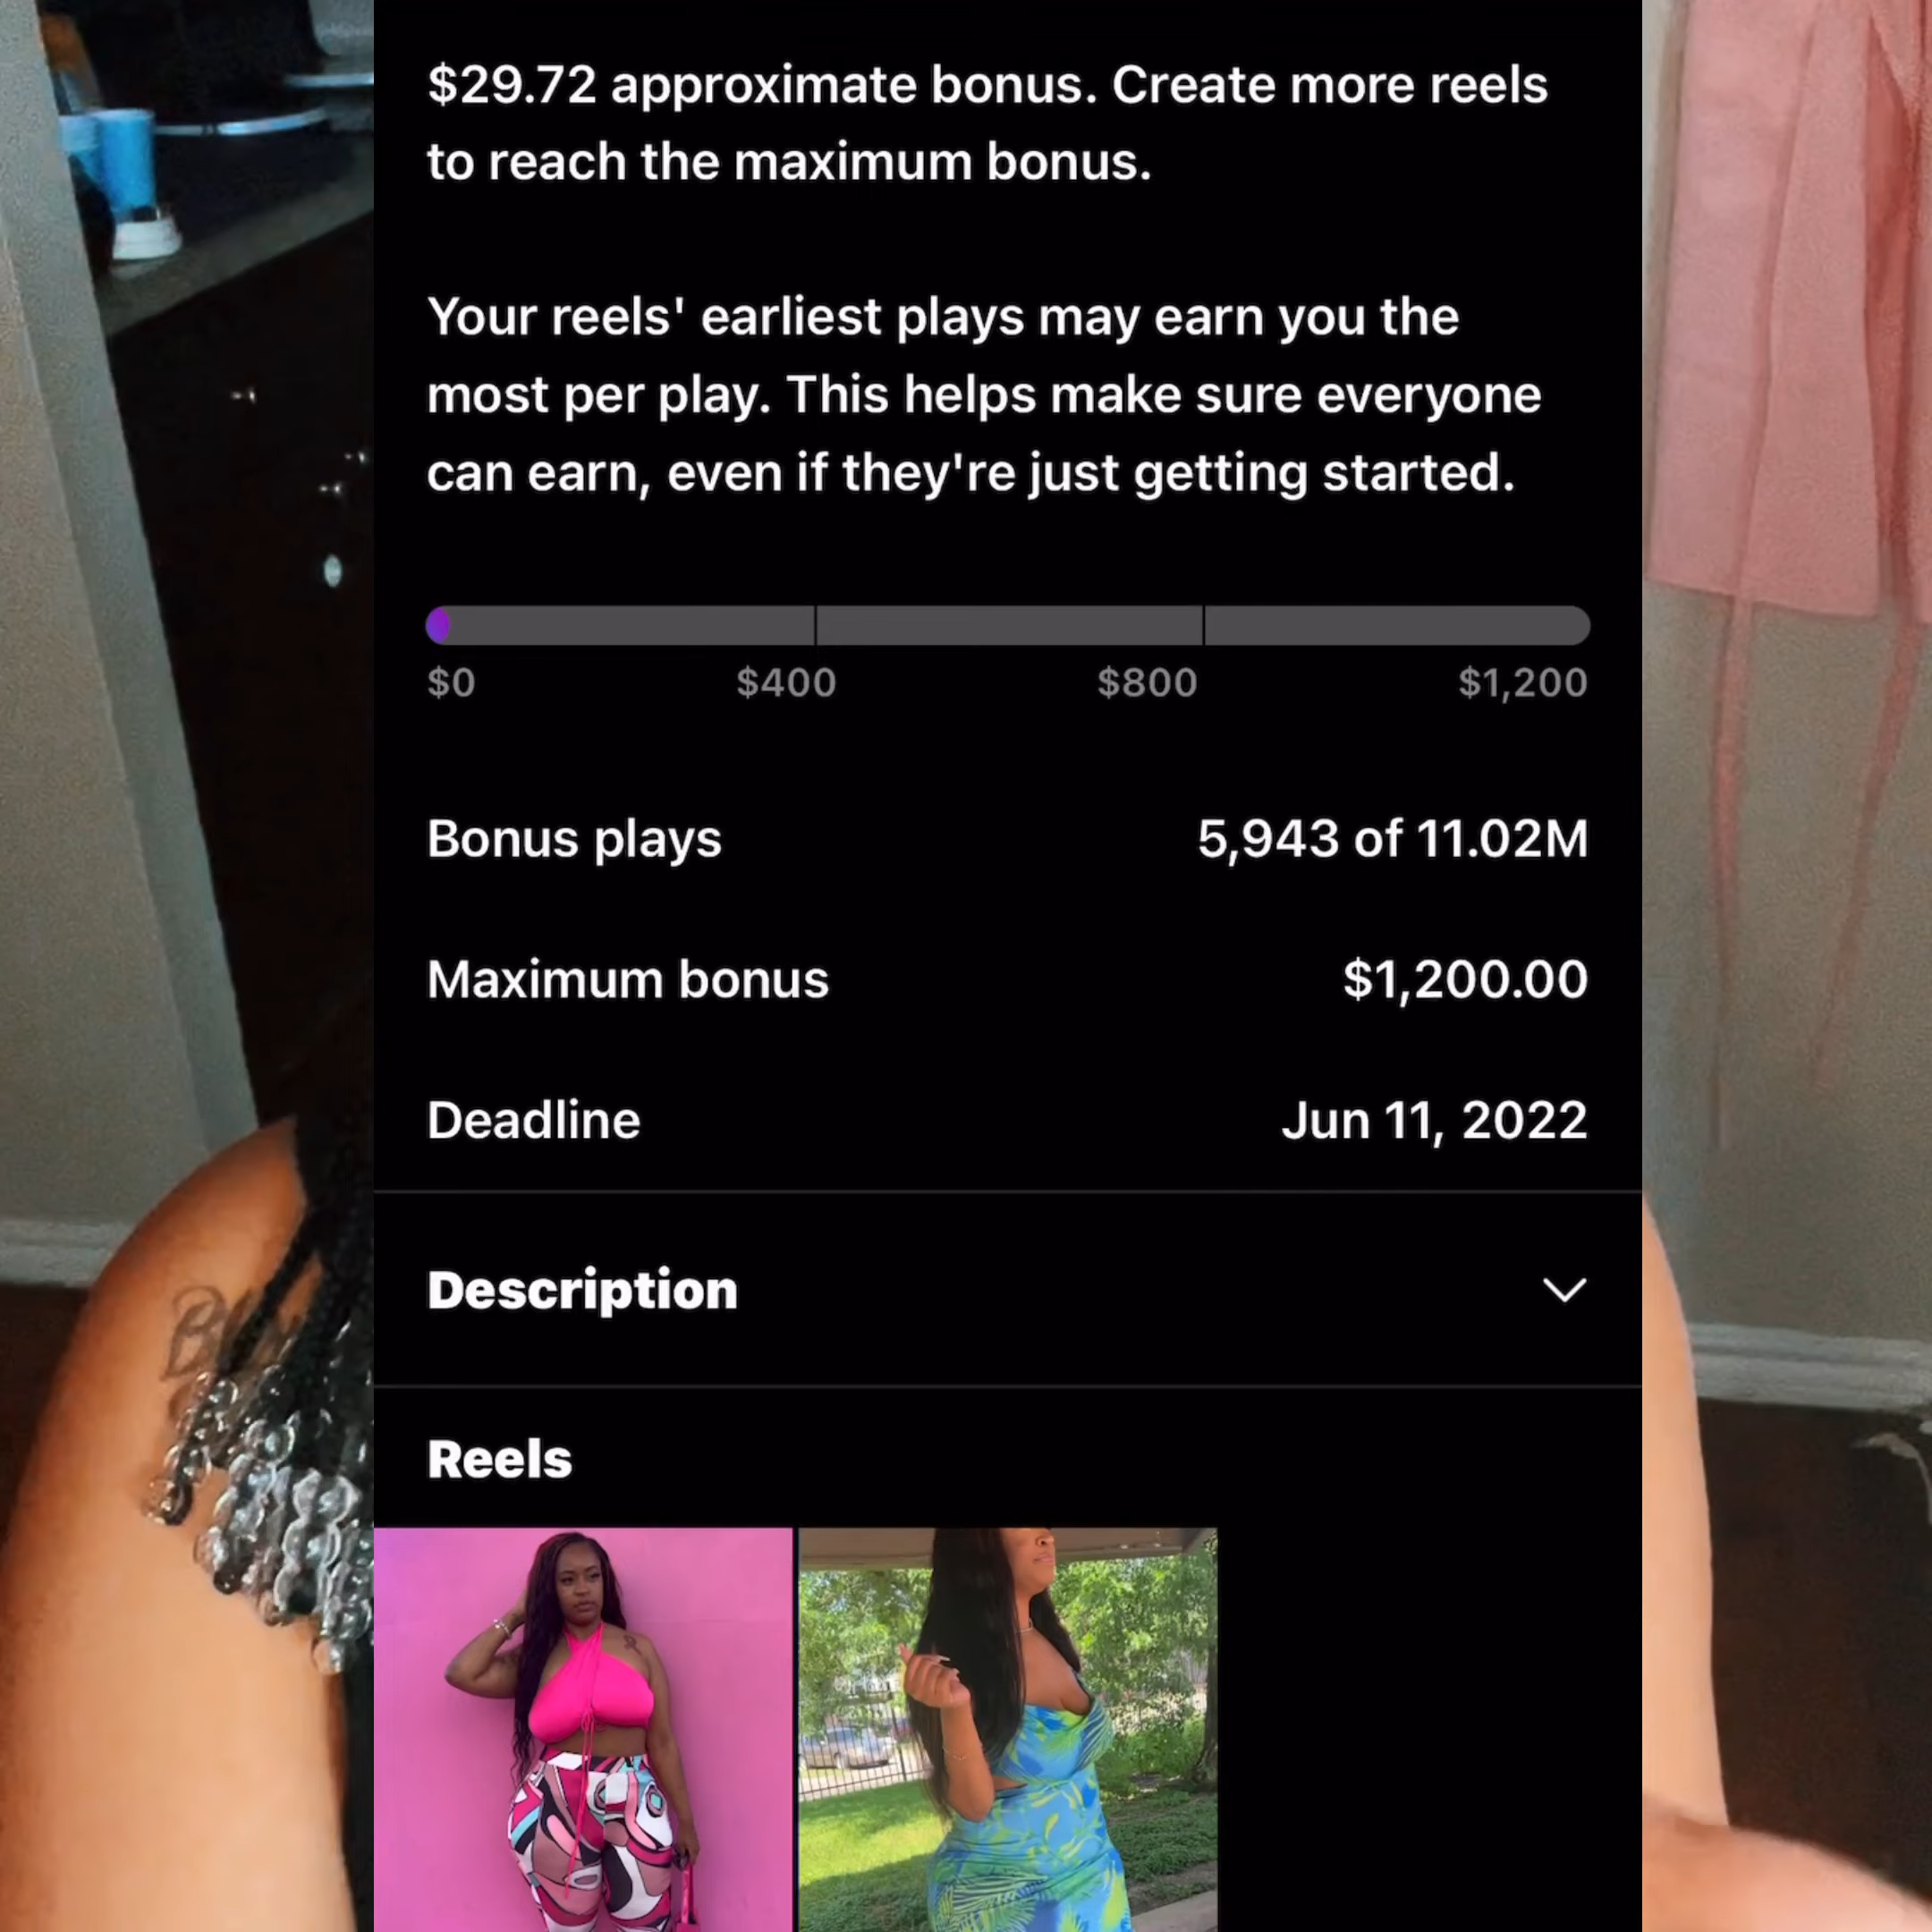 $29.72 approximate bonus. Create more reels
to reach the maximum bonus.
Your reels' earliest plays may earn you the
most per play. This helps make sure everyone
can earn, even if they're just getting started.
$0 $400 $800 $1,200
Bonus plays 5,943 of 11.02M
Maximum bonus $1,200.00
Deadline Jun 11, 2022
Description
Reels